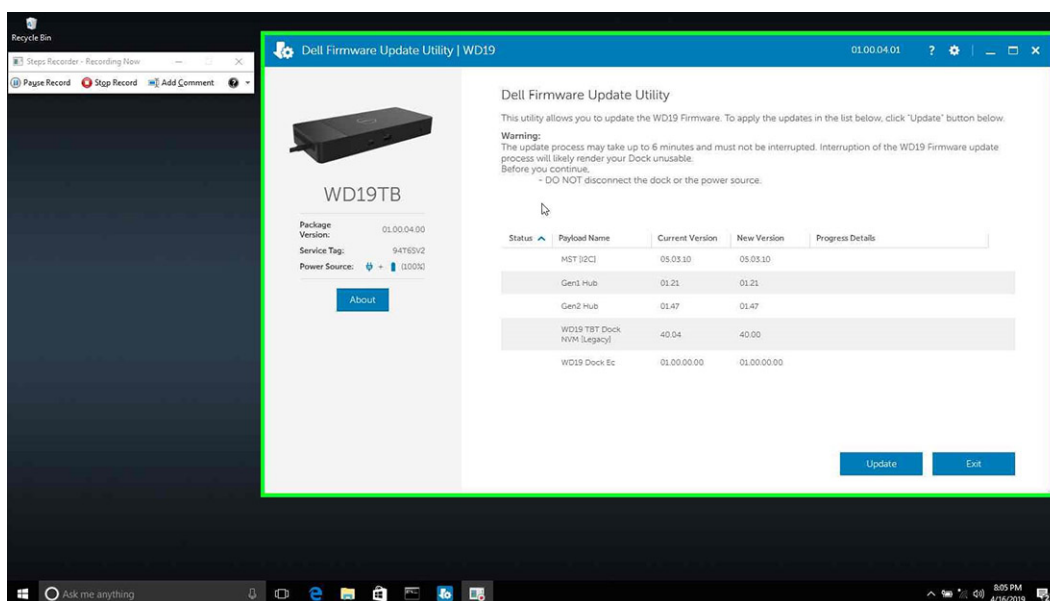 Recycle Bin
Steps Recorder - Recording Now
Pause Record Stop Record Add Comment
Dell Firmware Update Utility | WD19
01.00.04.01
Dell Firmware Update Utility
This utility allows you to update the WD19 Firmware. To apply the updates in the list below, click "Update" button below.
Warning:
The update process may take up to 6 minutes and must not be interrupted. Interruption of the WD19 Firmware update
process will likely render your Dock unusable.
Before you continue,
- DO NOT disconnect the dock or the power source.
WD19TB
Package
Version: 01.00.04.00
Service Tag: 94T6SV2
Power Source: + (100%)
About
Status Payload Name Current Version New Version Progress Details
MST [I2C] 05.03.10 05.03.10
Gen1 Hub 01.21 01.21
Gen2 Hub 01.47 01.47
WD19 TBT Dock
NVM [Legacy] 40.04 40.00
WD19 Dock Ec 01.00.00.00 01.00.00.00
Update Exit
Ask me anything
8:05 PM
4/16/2019